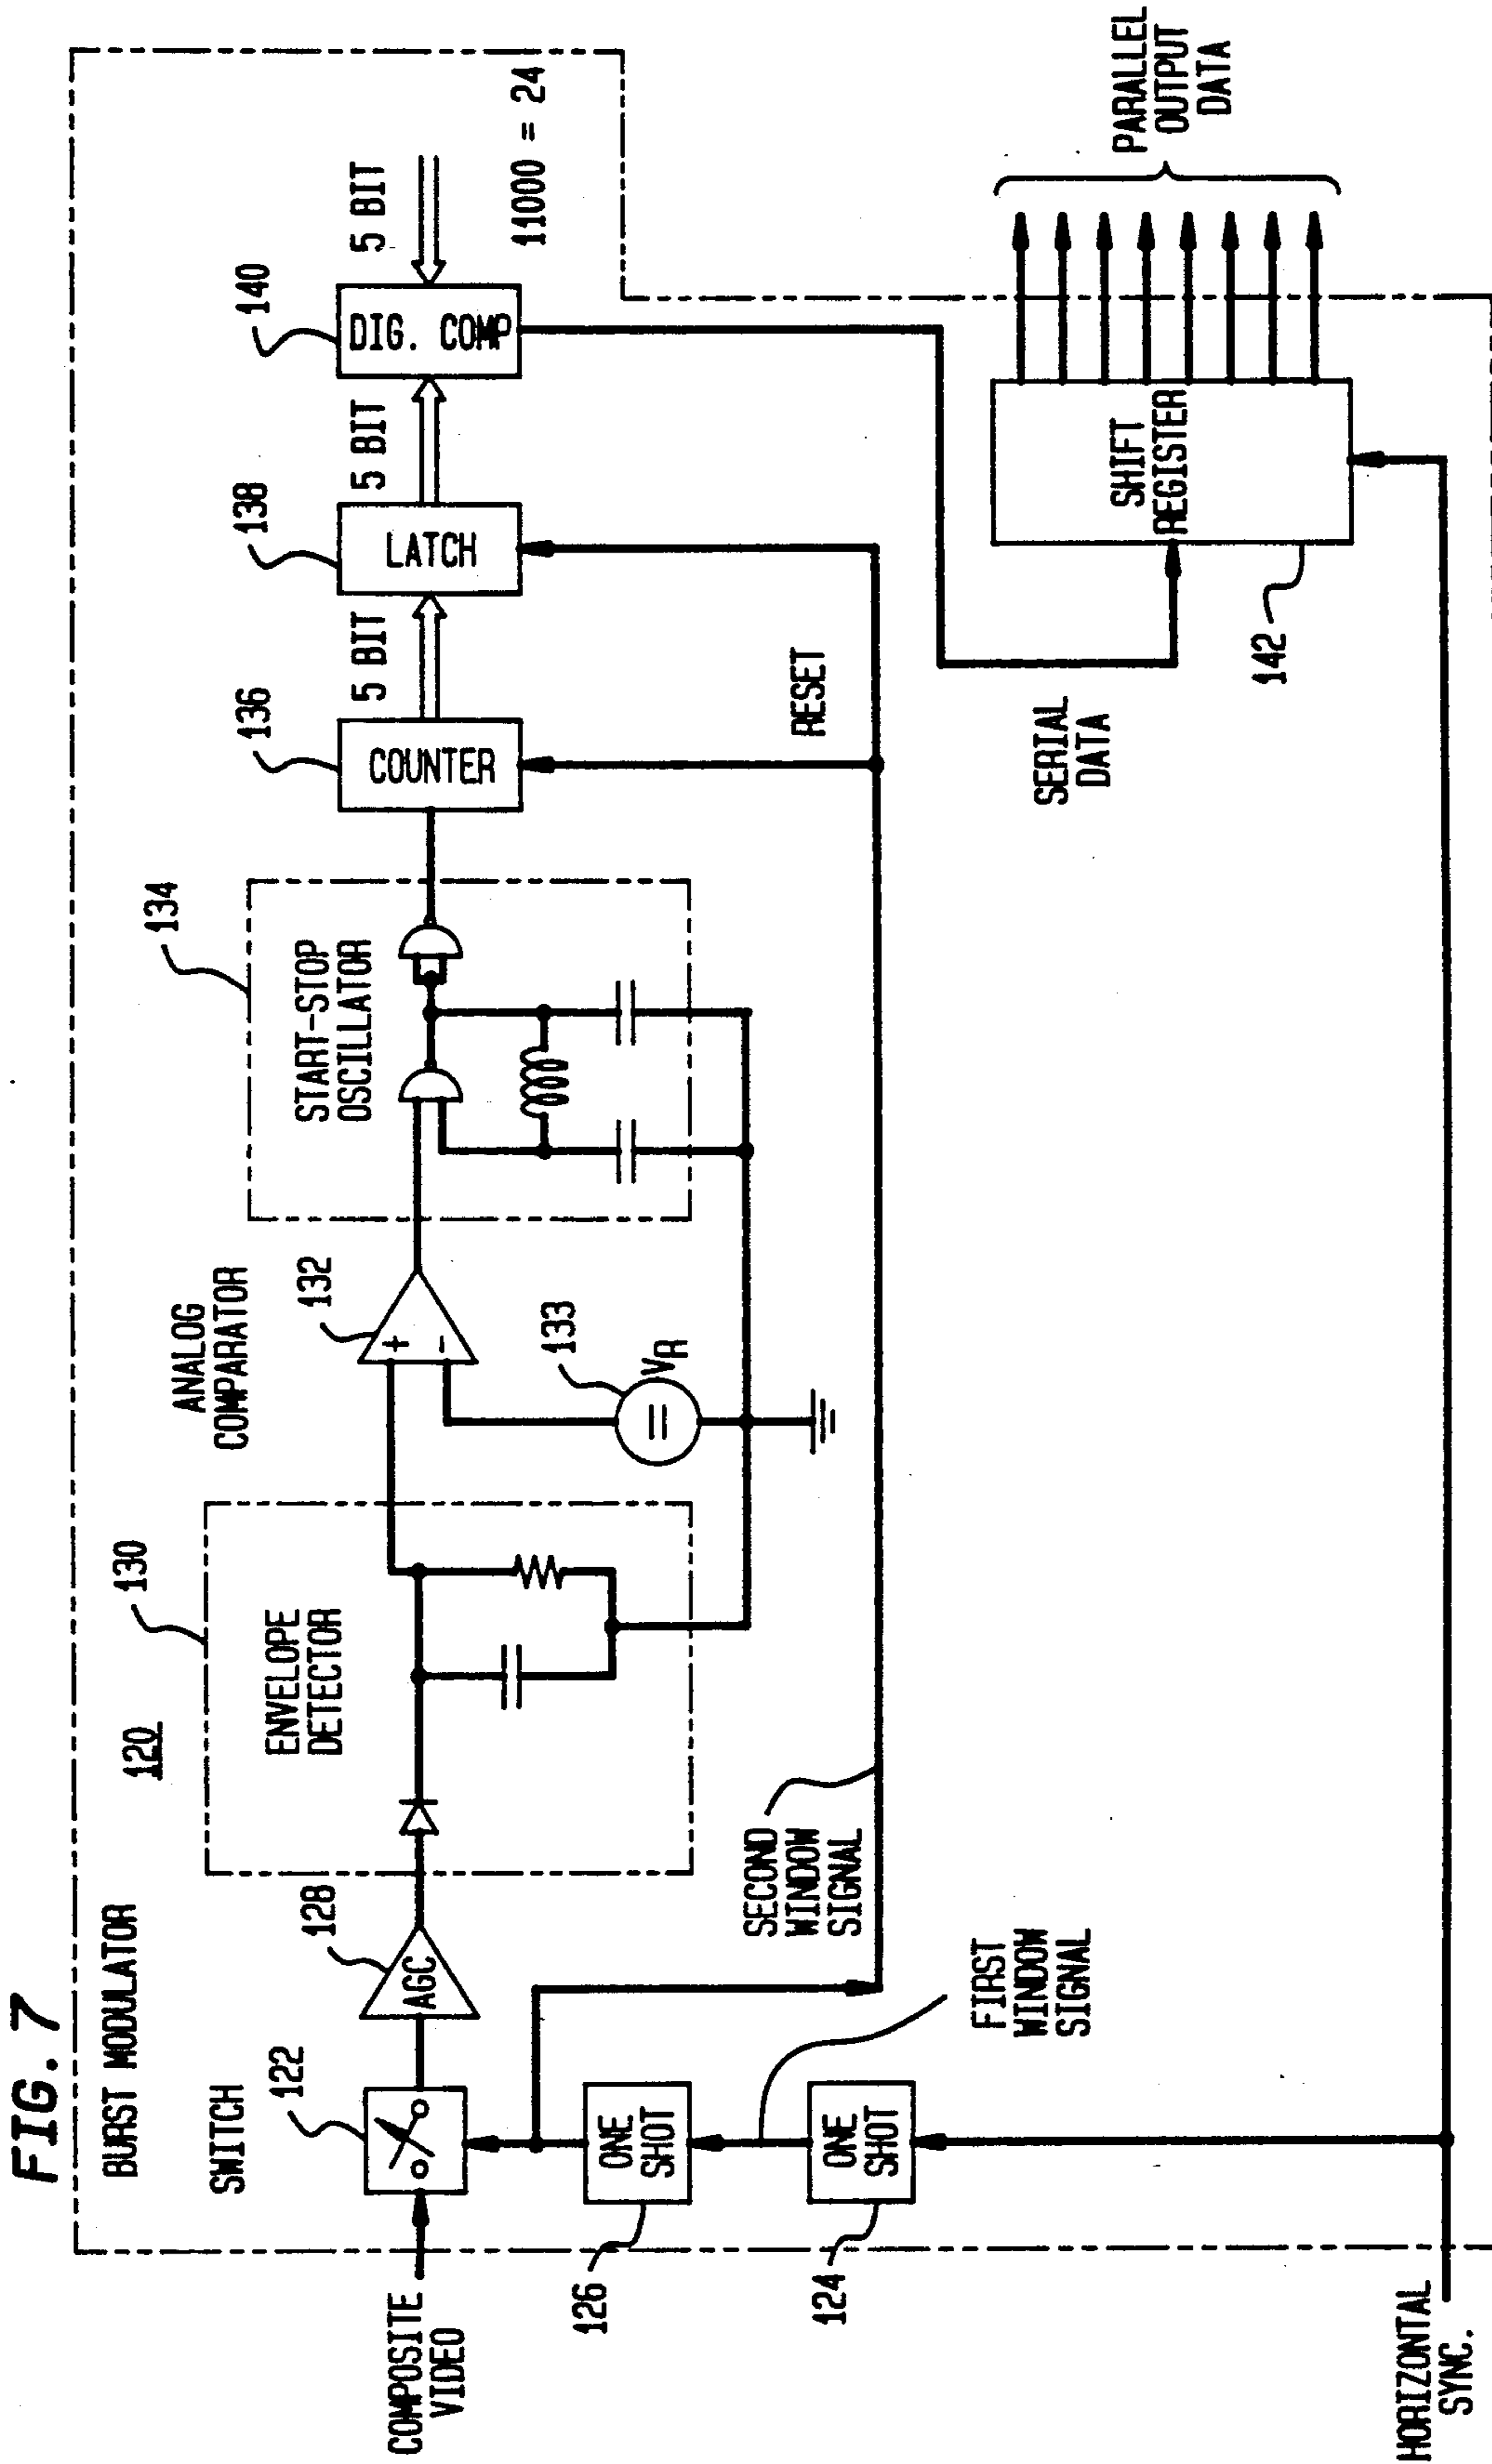 FIG. 7
BURST MODULATOR
120
SWITCH
122
COMPOSITE
VIDEO
AGC
128
ENVELOPE
DETECTOR
130
ANALOG
COMPARATOR
132
+
-
133
VR
START-STOP
OSCILLATOR
134
COUNTER
136
5 BIT
LATCH
138
5 BIT
DIG. COMP
140
5 BIT
11000 = 24
ONE
SHOT
126
ONE
SHOT
124
FIRST
WINDOW
SIGNAL
SECOND
WINDOW
SIGNAL
RESET
SERIAL
DATA
SHIFT
REGISTER
142
PARALLEL
OUTPUT
DATA
HORIZONTAL
SYNC.